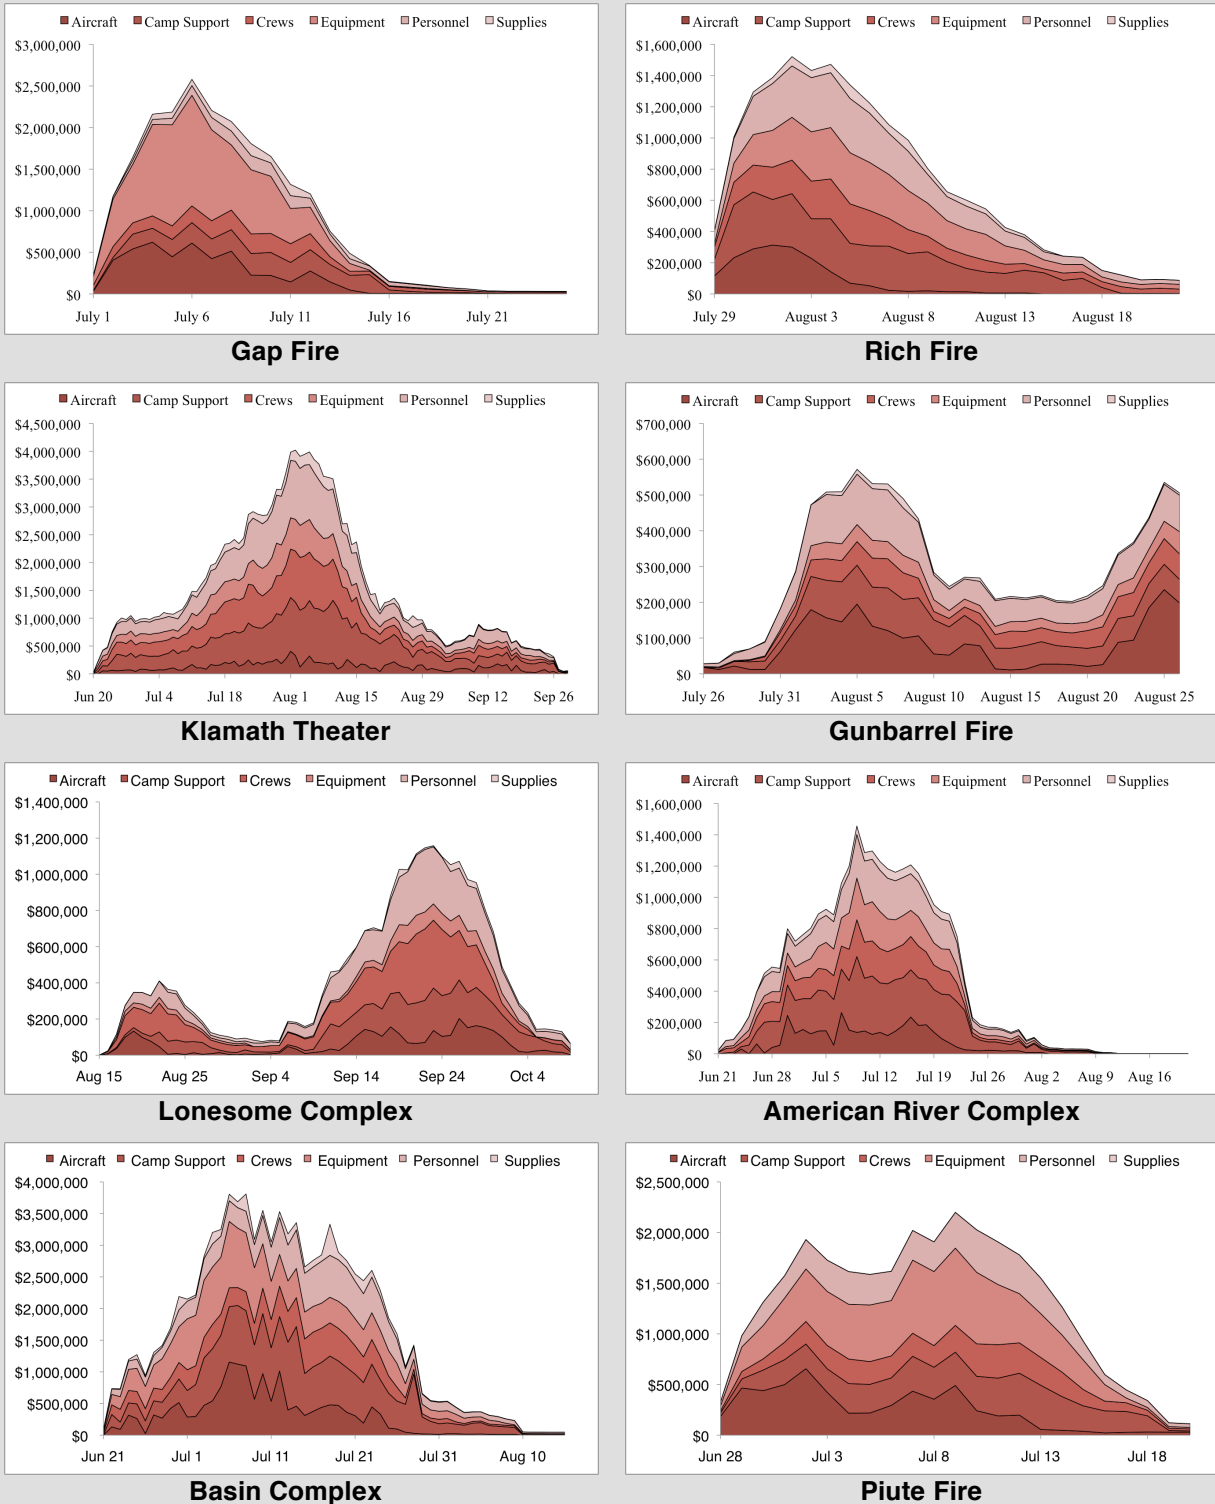 Aircraft Camp Support Crews Equipment Personnel Supplies
$3,000,000
$2,500,000
$2,000,000
$1,500,000
$1,000,000
$500,000
$0
July 1 July 6 July 11 July 16 July 21
Gap Fire
Aircraft Camp Support Crews Equipment Personnel Supplies
$1,600,000
$1,400,000
$1,200,000
$1,000,000
$800,000
$600,000
$400,000
$200,000
$0
July 29 August 3 August 8 August 13 August 18
Rich Fire
Aircraft Camp Support Crews Equipment Personnel Supplies
$4,500,000
$4,000,000
$3,500,000
$3,000,000
$2,500,000
$2,000,000
$1,500,000
$1,000,000
$500,000
$0
Jun 20 Jul 4 Jul 18 Aug 1 Aug 15 Aug 29 Sep 12 Sep 26
Klamath Theater
Aircraft Camp Support Crews Equipment Personnel Supplies
$700,000
$600,000
$500,000
$400,000
$300,000
$200,000
$100,000
$0
July 26 July 31 August 5 August 10 August 15 August 20 August 25
Gunbarrel Fire
Aircraft Camp Support Crews Equipment Personnel Supplies
$1,400,000
$1,200,000
$1,000,000
$800,000
$600,000
$400,000
$200,000
$0
Aug 15 Aug 25 Sep 4 Sep 14 Sep 24 Oct 4
Lonesome Complex
Aircraft Camp Support Crews Equipment Personnel Supplies
$1,600,000
$1,400,000
$1,200,000
$1,000,000
$800,000
$600,000
$400,000
$200,000
$0
Jun 21 Jun 28 Jul 5 Jul 12 Jul 19 Jul 26 Aug 2 Aug 9 Aug 16
American River Complex
Aircraft Camp Support Crews Equipment Personnel Supplies
$4,000,000
$3,500,000
$3,000,000
$2,500,000
$2,000,000
$1,500,000
$1,000,000
$500,000
$0
Jun 21 Jul 1 Jul 11 Jul 21 Jul 31 Aug 10
Basin Complex
Aircraft Camp Support Crews Equipment Personnel Supplies
$2,500,000
$2,000,000
$1,500,000
$1,000,000
$500,000
$0
Jun 28 Jul 3 Jul 8 Jul 13 Jul 18
Piute Fire